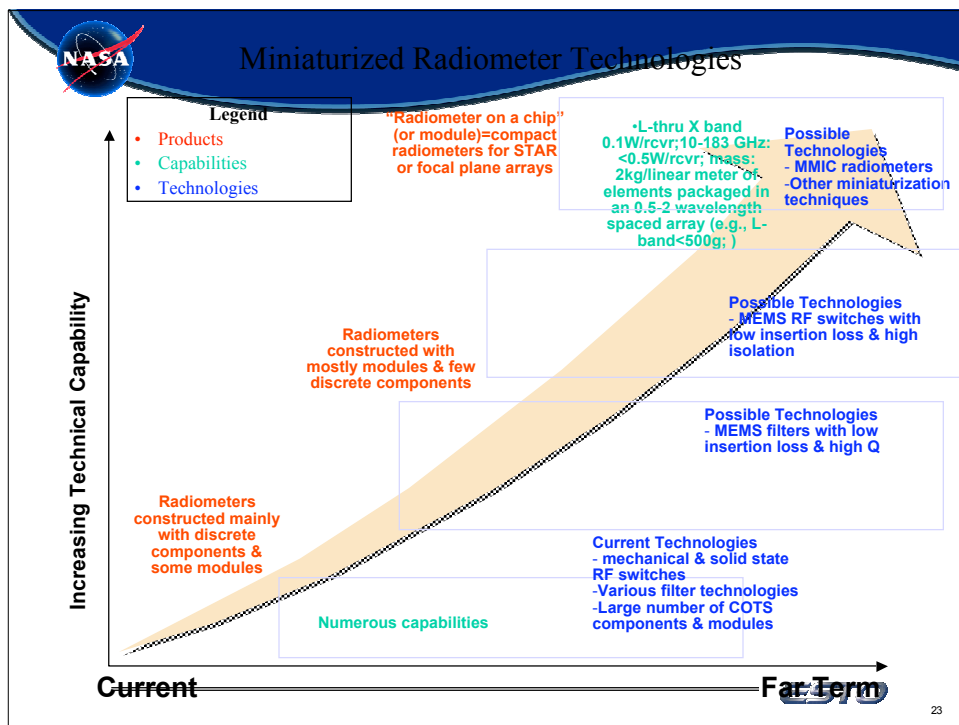 NASA
Miniaturized Radiometer Technologies
Legend
• Products
• Capabilities
• Technologies
“Radiometer on a chip”
(or module)=compact
radiometers for STAR
or focal plane arrays
•L-thru X band
0.1W/rcvr;10-183 GHz:
<0.5W/rcvr; mass:
2kg/linear meter of
elements packaged in
an 0.5-2 wavelength
spaced array (e.g., L-
band<500g; )
Possible
Technologies
- MMIC radiometers
-Other miniaturization
techniques
Increasing Technical Capability
Radiometers
constructed with
mostly modules & few
discrete components
Possible Technologies
- MEMS RF switches with
low insertion loss & high
isolation
Possible Technologies
- MEMS filters with low
insertion loss & high Q
Radiometers
constructed mainly
with discrete
components &
some modules
Current Technologies
- mechanical & solid state
RF switches
-Various filter technologies
-Large number of COTS
components & modules
Numerous capabilities
Current
Far Term
ESTO
23